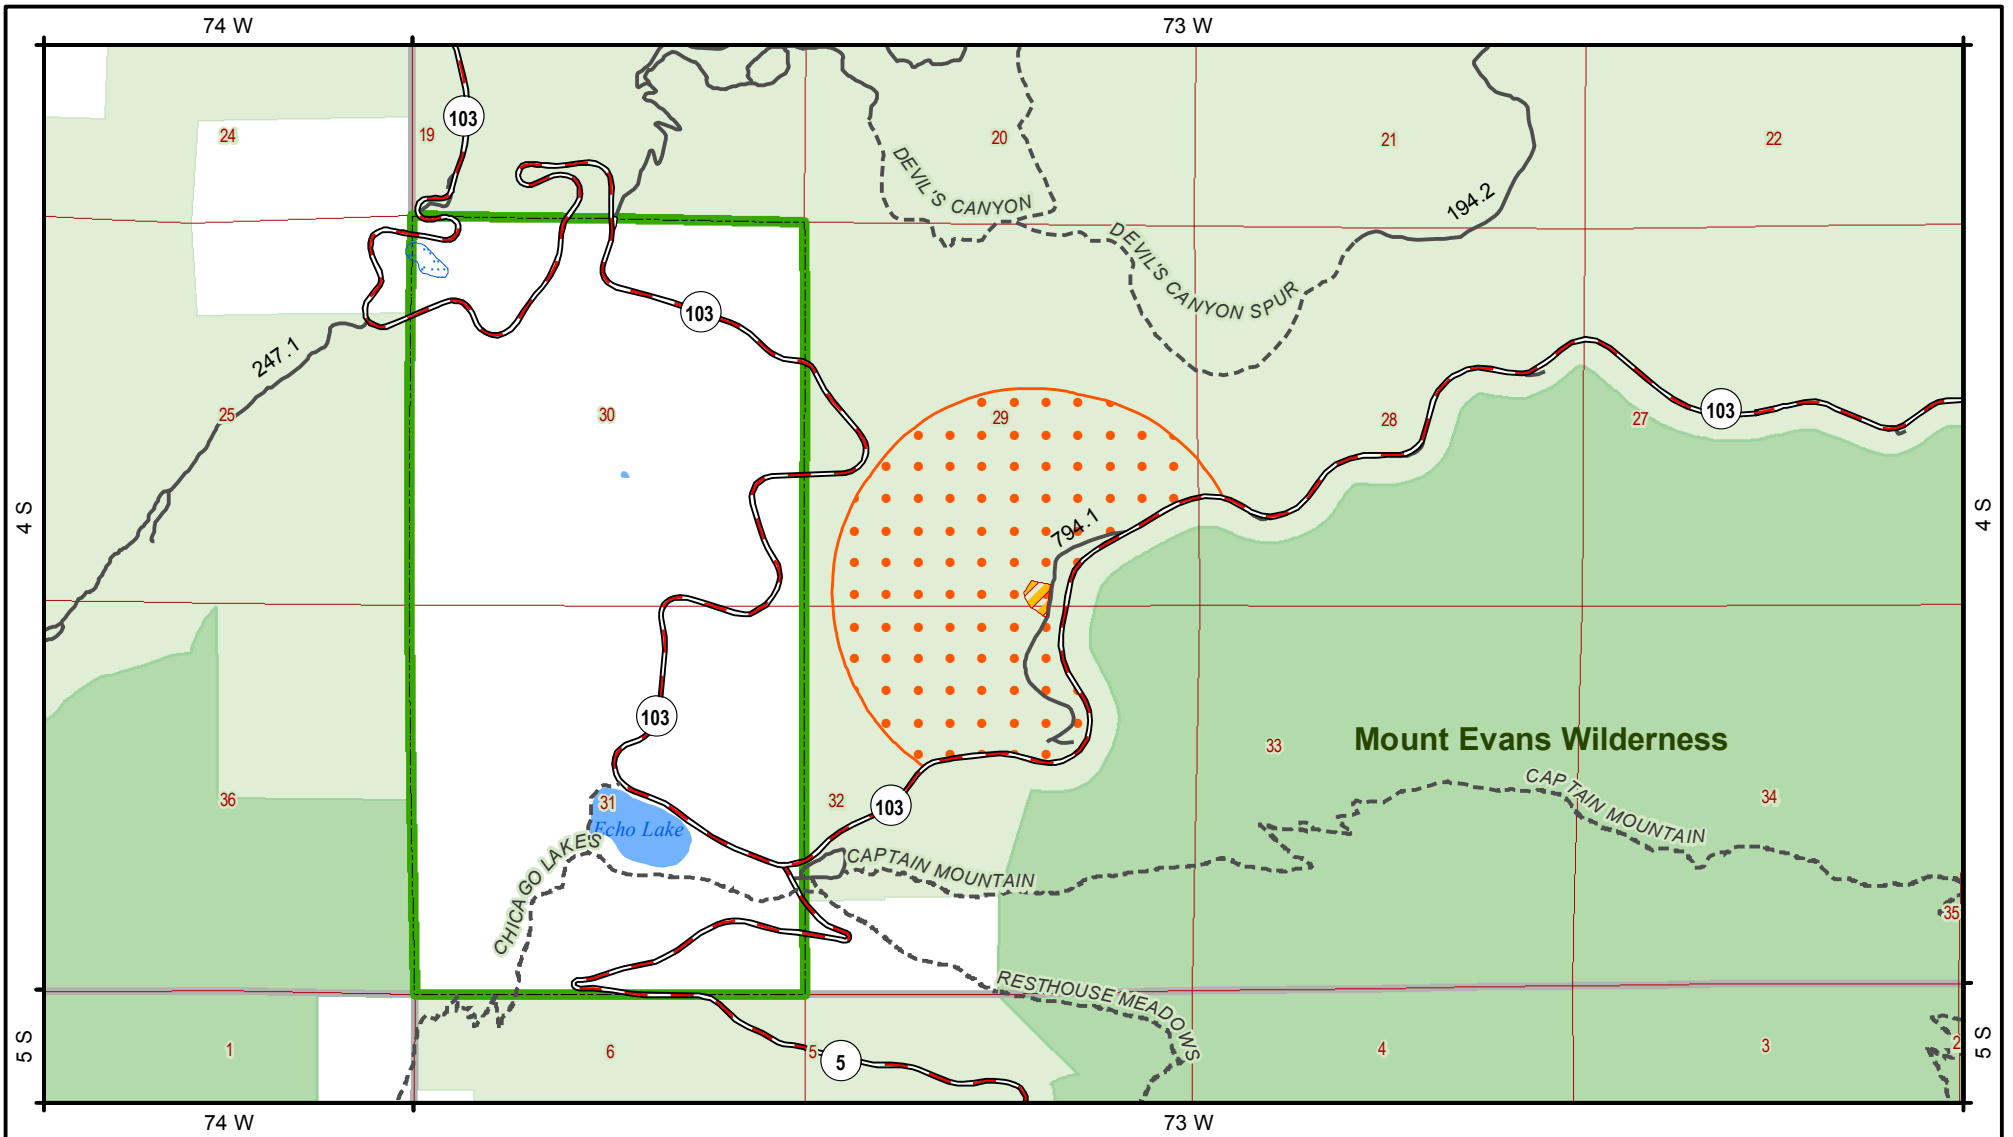 74 W
73 W
103
24
19
20
21
22
DEVIL'S CANYON
194.2
DEVIL'S CANYON SPUR
103
247.1
25
30
29
28
27
103
4 S
4 S
794.1
103
33
Mount Evans Wilderness
CAPTAIN MOUNTAIN
36
31
32
103
34
Echo Lake
CHICAGO LAKES
CAPTAIN MOUNTAIN
35
RESTHOUSE MEADOWS
5 S
5 S
1
6
5
5
4
3
2
74 W
73 W